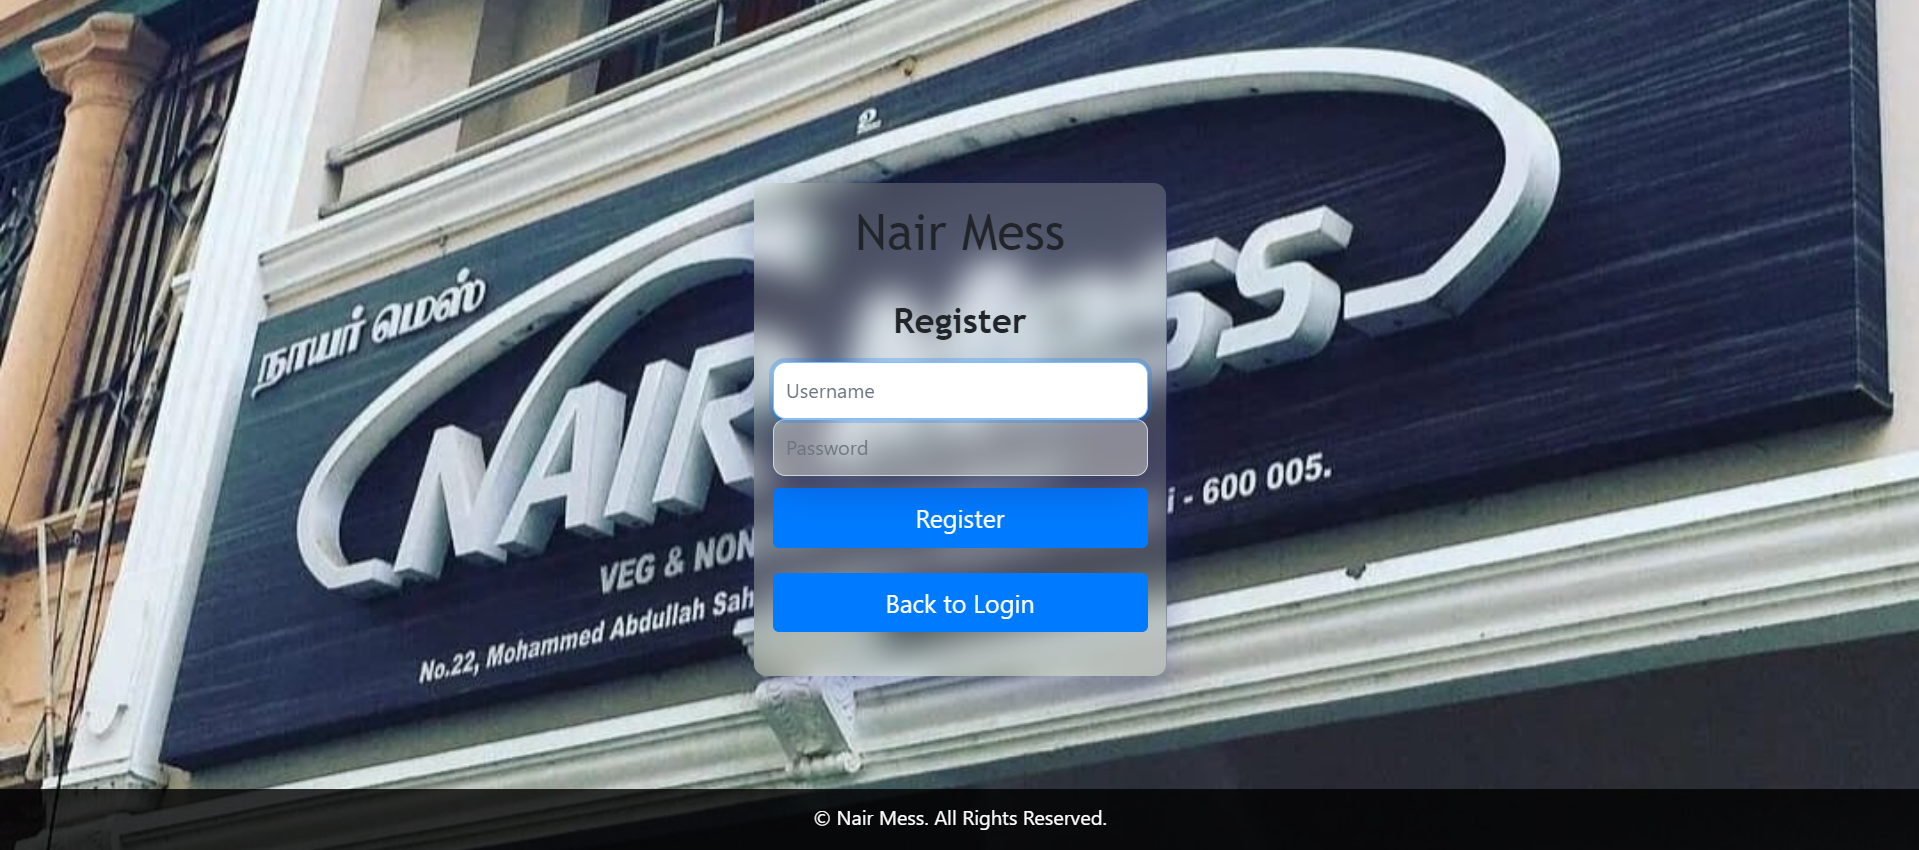 உ
நாயர் மெஸ்
NAIR
VEG & NON
No.22, Mohammed Abdullah Sah
i - 600 005.
Nair Mess
Register
Username
Password
Register
Back to Login
© Nair Mess. All Rights Reserved.